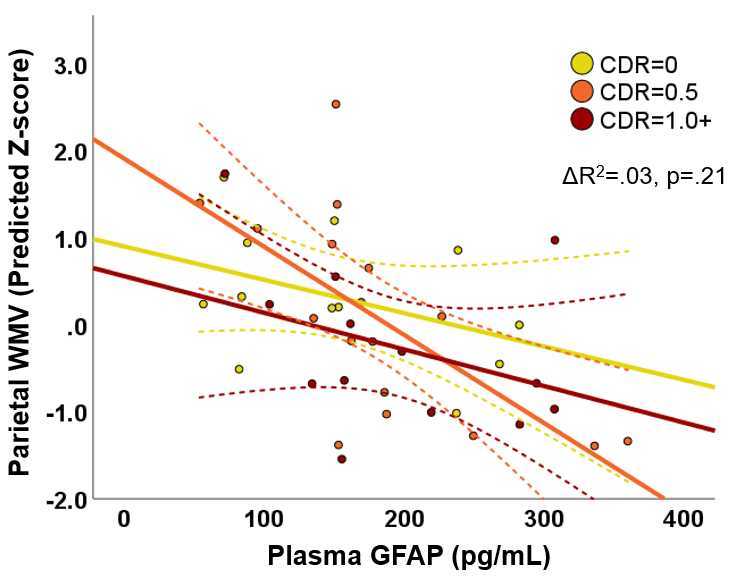 Parietal WMV (Predicted Z-score)
3.0
2.0
1.0
.0
-1.0
-2.0
CDR=0
CDR=0.5
CDR=1.0+
ΔR²=.03, p=.21
0 100 200 300 400
Plasma GFAP (pg/mL)